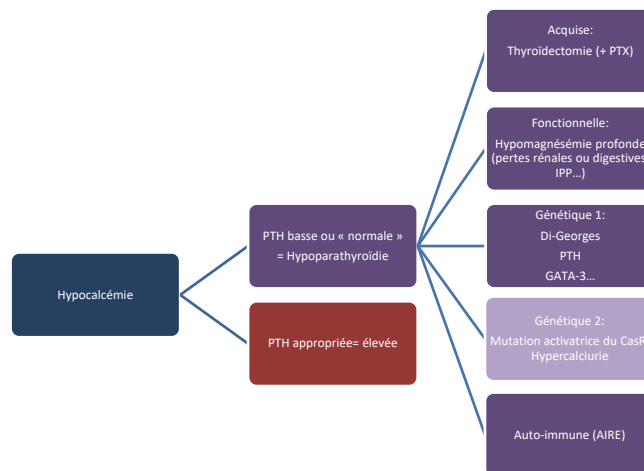 Hypocalcémie
PTH basse ou « normale »
= Hypoparathyroïdie
PTH appropriée= élevée
Acquise:
Thyroïdectomie (+ PTX)
Fonctionnelle:
Hypomagnésémie profonde
(pertes rénales ou digestives
IPP…)
Génétique 1:
Di-Georges
PTH
GATA-3…
Génétique 2:
Mutation activatrice du CasR
Hypercalciurie
Auto-immune (AIRE)